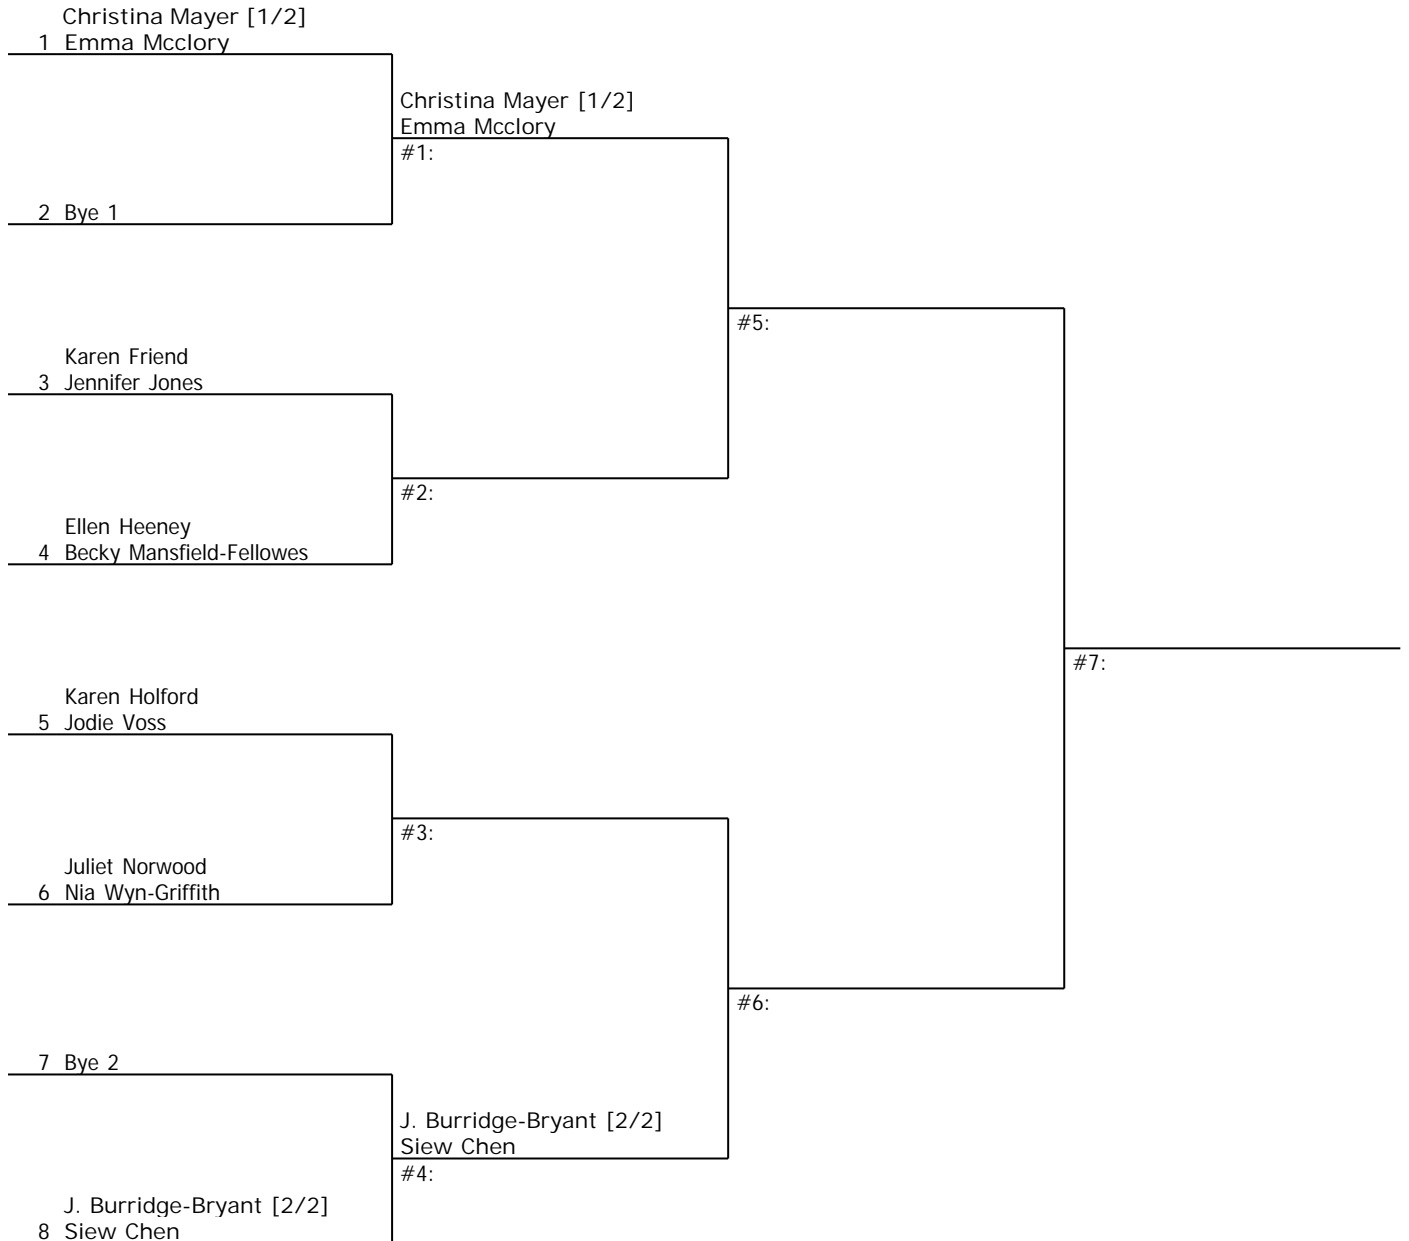 Christina Mayer [1/2]
1 Emma Mcclory
Christina Mayer [1/2]
Emma Mcclory
#1:
2 Bye 1
#5:
Karen Friend
3 Jennifer Jones
#2:
Ellen Heeney
4 Becky Mansfield-Fellowes
#7:
Karen Holford
5 Jodie Voss
#3:
Juliet Norwood
6 Nia Wyn-Griffith
#6:
7 Bye 2
J. Burridge-Bryant [2/2]
Siew Chen
#4:
J. Burridge-Bryant [2/2]
8 Siew Chen